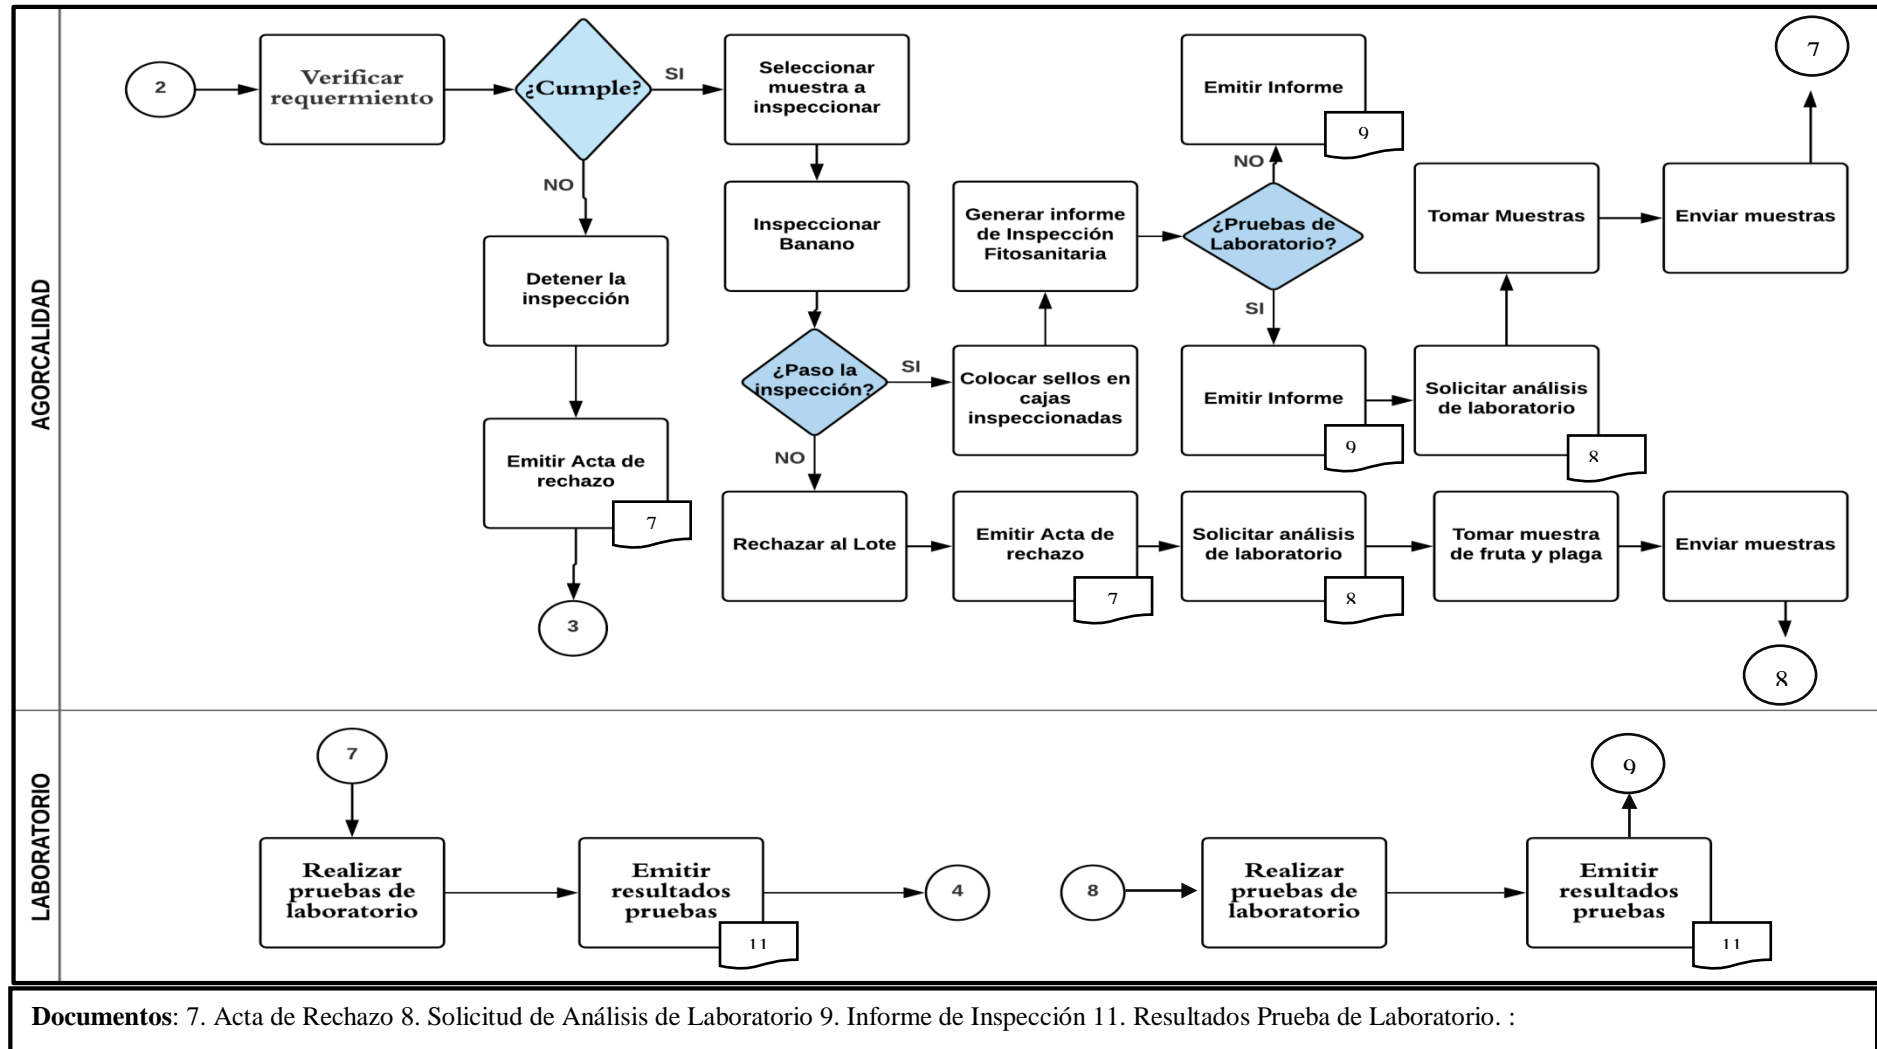 AGORCALIDAD
2
Verificar
requermiento
¿Cumple?
SI
NO
Seleccionar
muestra a
inspeccionar
Inspeccionar
Banano
¿Paso la
inspección?
SI
NO
Detener la
inspección
Emitir Acta de
rechazo
7
3
Colocar sellos en
cajas
inspeccionadas
Generar informe
de Inspección
Fitosanitaria
¿Pruebas de
Laboratorio?
NO
SI
Emitir Informe
9
Emitir Informe
9
Solicitar análisis
de laboratorio
8
Tomar Muestras
Enviar muestras
7
Rechazar al Lote
Emitir Acta de
rechazo
7
Solicitar análisis
de laboratorio
8
Tomar muestra
de fruta y plaga
Enviar muestras
8
LABORATORIO
7
Realizar
pruebas de
laboratorio
Emitir
resultados
pruebas
11
4
8
Realizar
pruebas de
laboratorio
Emitir
resultados
pruebas
11
9
Documentos: 7. Acta de Rechazo 8. Solicitud de Análisis de Laboratorio 9. Informe de Inspección 11. Resultados Prueba de Laboratorio. :